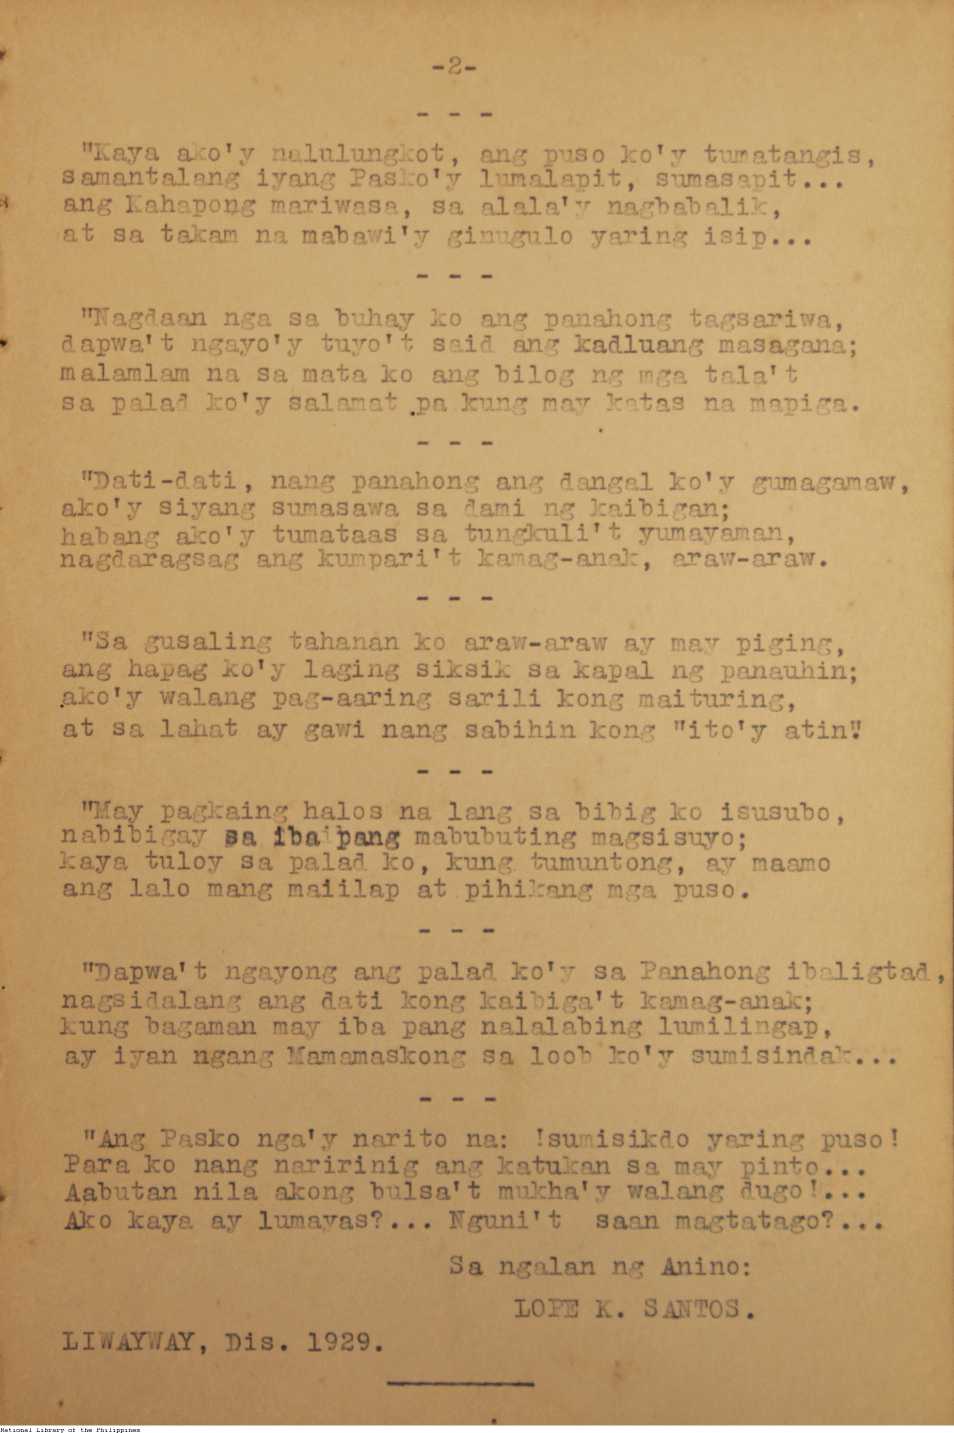 -2-
- - -
"Kaya ako'y nalulungkot, ang puso ko'y tumatangis,
samantalang iyang Pasko'y lumalapit, sumasapit...
ang Kahapong mariwasa, sa alala'y nagbabalik,
at sa takam na mabawi'y ginugulo yaring isip...
- - -
"Nagdaan nga sa buhay ko ang panahong tagsariwa,
dapwa't ngayo'y tuyo't said ang kadluang masagana;
malamlam na sa mata ko ang bilog ng mga tala't
sa palad ko'y salamat pa kung may katas na mapiga.
- - -
"Dati-dati, nang panahong ang dangal ko'y gumagamaw,
ako'y siyang sumasawa sa dami ng kaibigan;
habang ako'y tumataas sa tungkuli't yumayaman,
nagdaragsag ang kumpari't kamag-anak, araw-araw.
- - -
"Sa gusaling tahanan ko araw-araw ay may piging,
ang hapag ko'y laging siksik sa kapal ng panauhin;
ako'y walang pag-aaring sarili kong maituring,
at sa lahat ay gawi nang sabihin kong "ito'y atin".
- - -
"May pagkaing halos na lang sa bibig ko isusubo,
nabibigay sa iba pang mabubuting magsisuyo;
kaya tuloy sa palad ko, kung tumuntong, ay maamo
ang lalo mang maiilap at pihikang mga puso.
- - -
"Dapwa't ngayong ang palad ko'y sa Panahong ibaligtad,
nagsidalang ang dati kong kaibiga't kamag-anak;
kung bagaman may iba pang nalalabing lumilingap,
ay iyan ngang Mamamaskong sa loob ko'y sumisindak...
- - -
"Ang Pasko nga'y narito na: !sumisikdo yaring puso!
Para ko nang naririnig ang katukan sa may pinto...
Aabutan nila akong bulsa't mukha'y walang dugo!...
Ako kaya ay lumayas?... Nguni't saan magtatago?...
Sa ngalan ng Anino:
LOPE K. SANTOS.
LIWAYWAY, Dis. 1929.
National Library of the Philippines